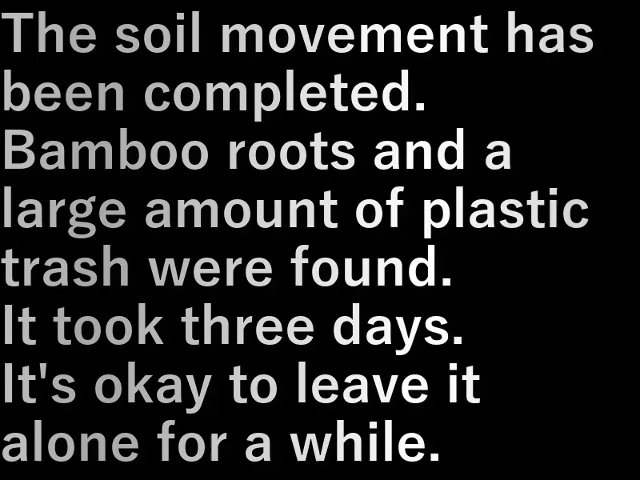 The soil movement has
been completed.
Bamboo roots and a
large amount of plastic
trash were found.
It took three days.
It's okay to leave it
alone for a while.